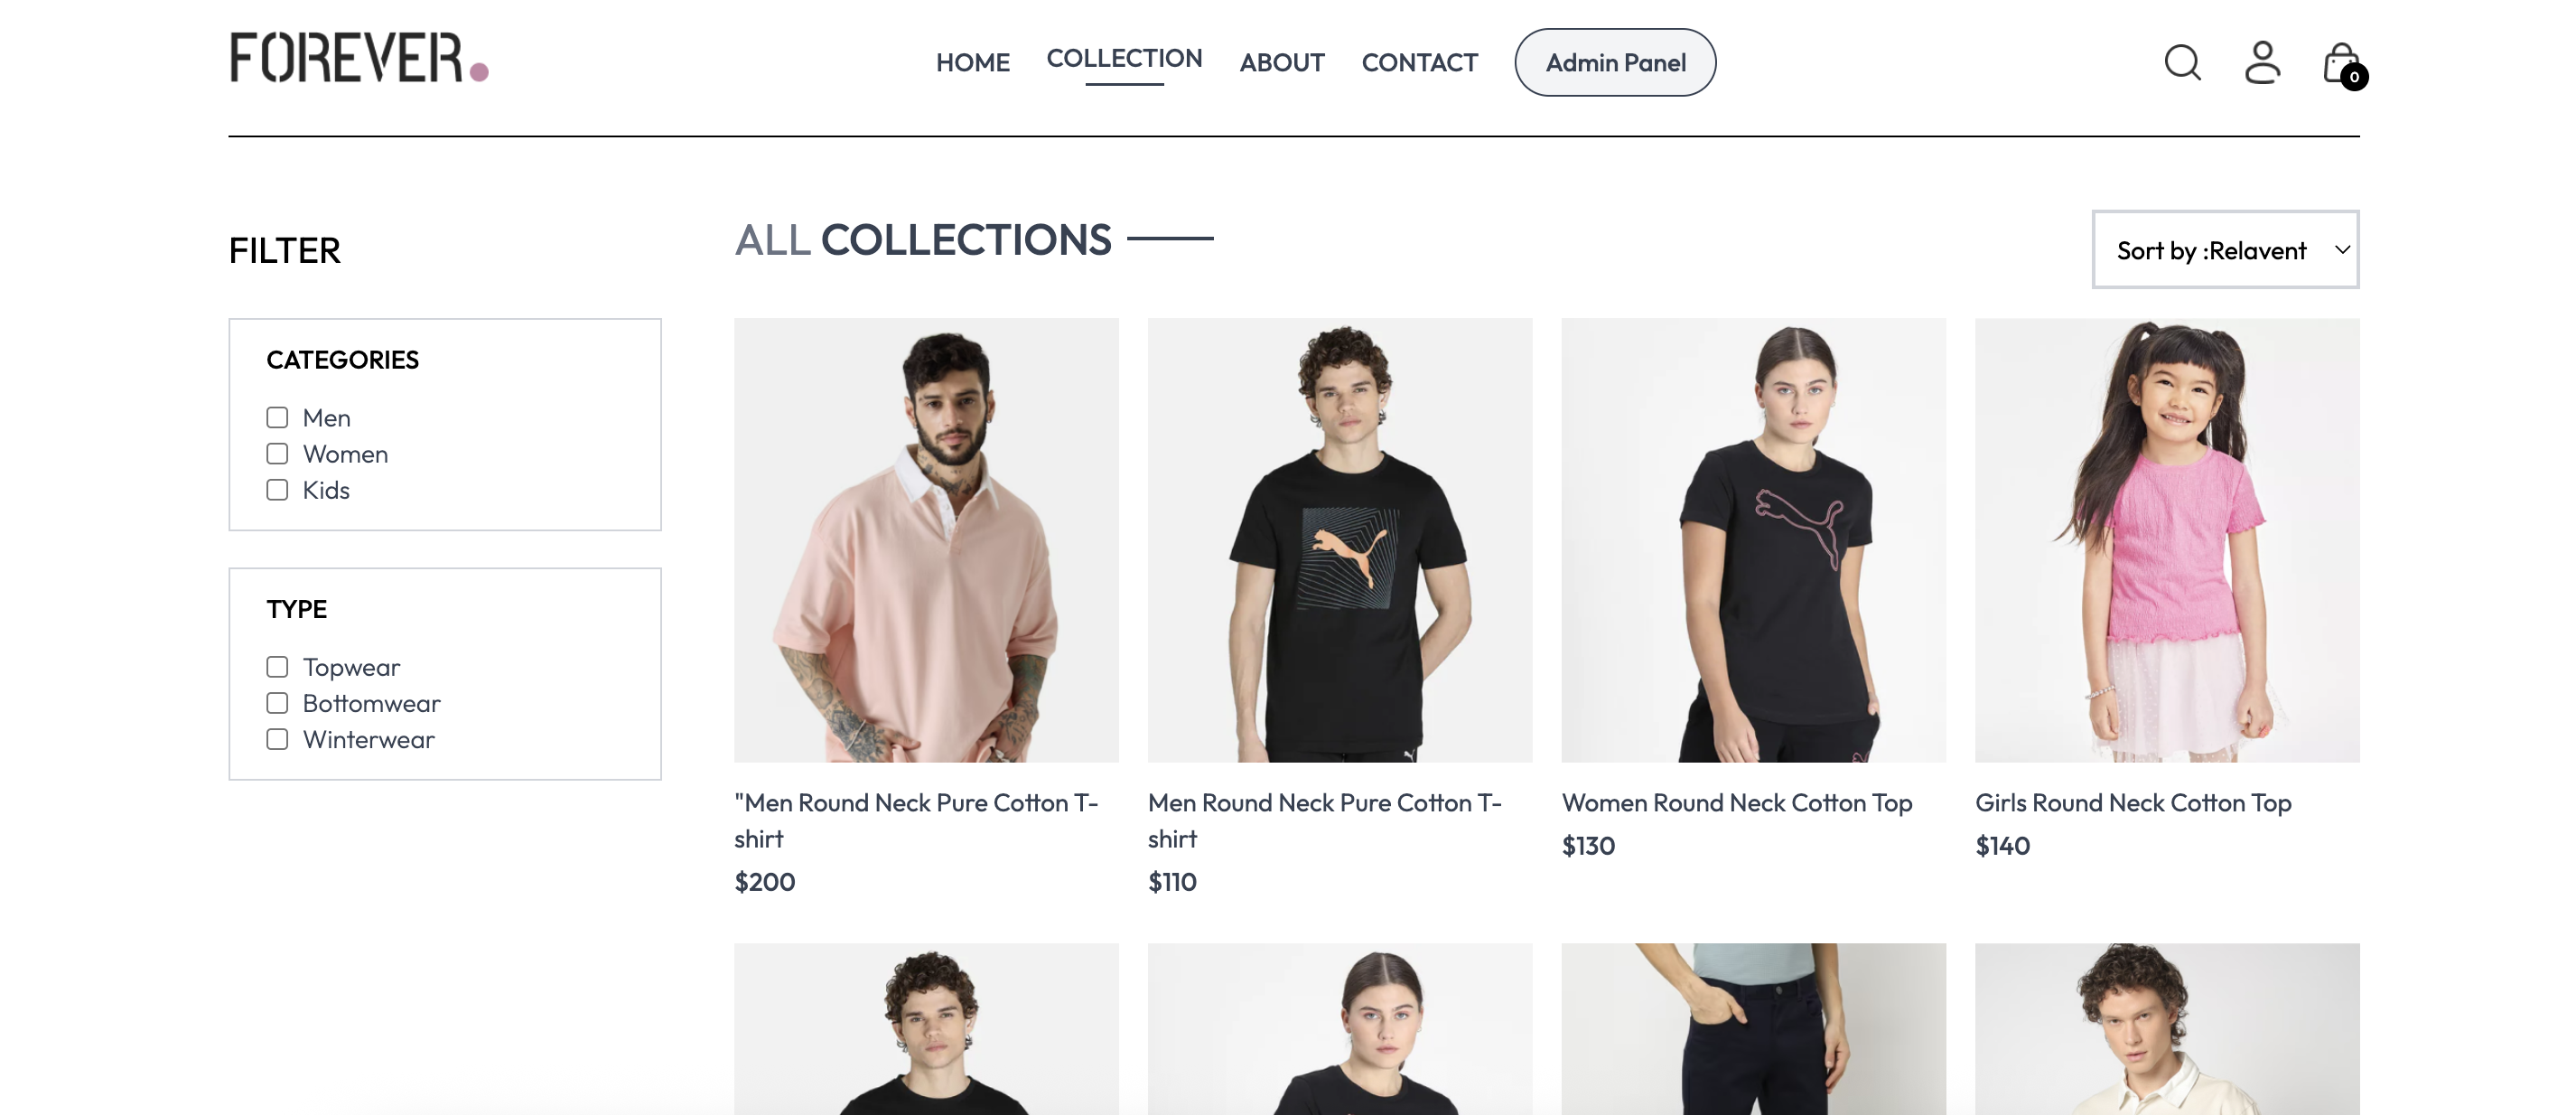 FOREVER.
HOME
COLLECTION
ABOUT
CONTACT
Admin Panel
0
FILTER
CATEGORIES
Men
Women
Kids
TYPE
Topwear
Bottomwear
Winterwear
ALL COLLECTIONS
Sort by :Relavent
"Men Round Neck Pure Cotton T-
shirt
$200
Men Round Neck Pure Cotton T-
shirt
$110
Women Round Neck Cotton Top
$130
Girls Round Neck Cotton Top
$140